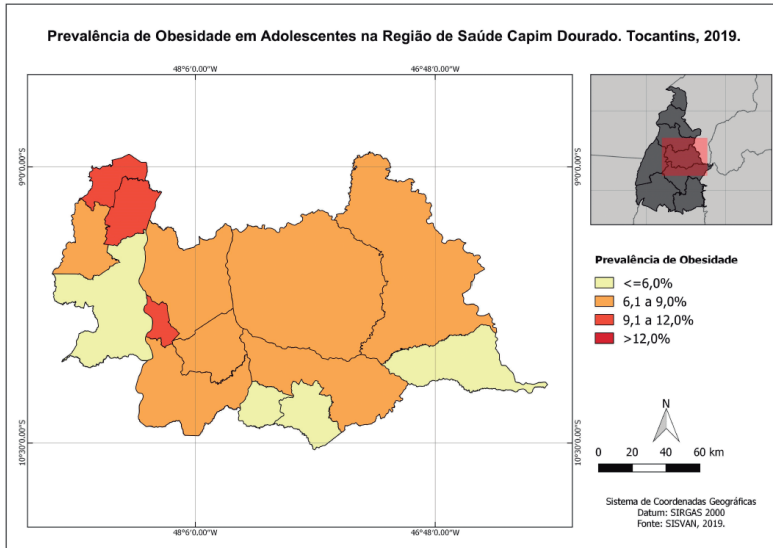 Prevalência de Obesidade em Adolescentes na Região de Saúde Capim Dourado. Tocantins, 2019.
48°6'0.00"W
46°48'0.00"W
9°0'0.00"S
9°0'0.00"S
10°30'0.00"S
10°30'0.00"S
48°6'0.00"W
46°48'0.00"W
Prevalência de Obesidade
<=6,0%
6,1 a 9,0%
9,1 a 12,0%
>12,0%
N
0 20 40 60 km
Sistema de Coordenadas Geográficas
Datum: SIRGAS 2000
Fonte: SISVAN, 2019.